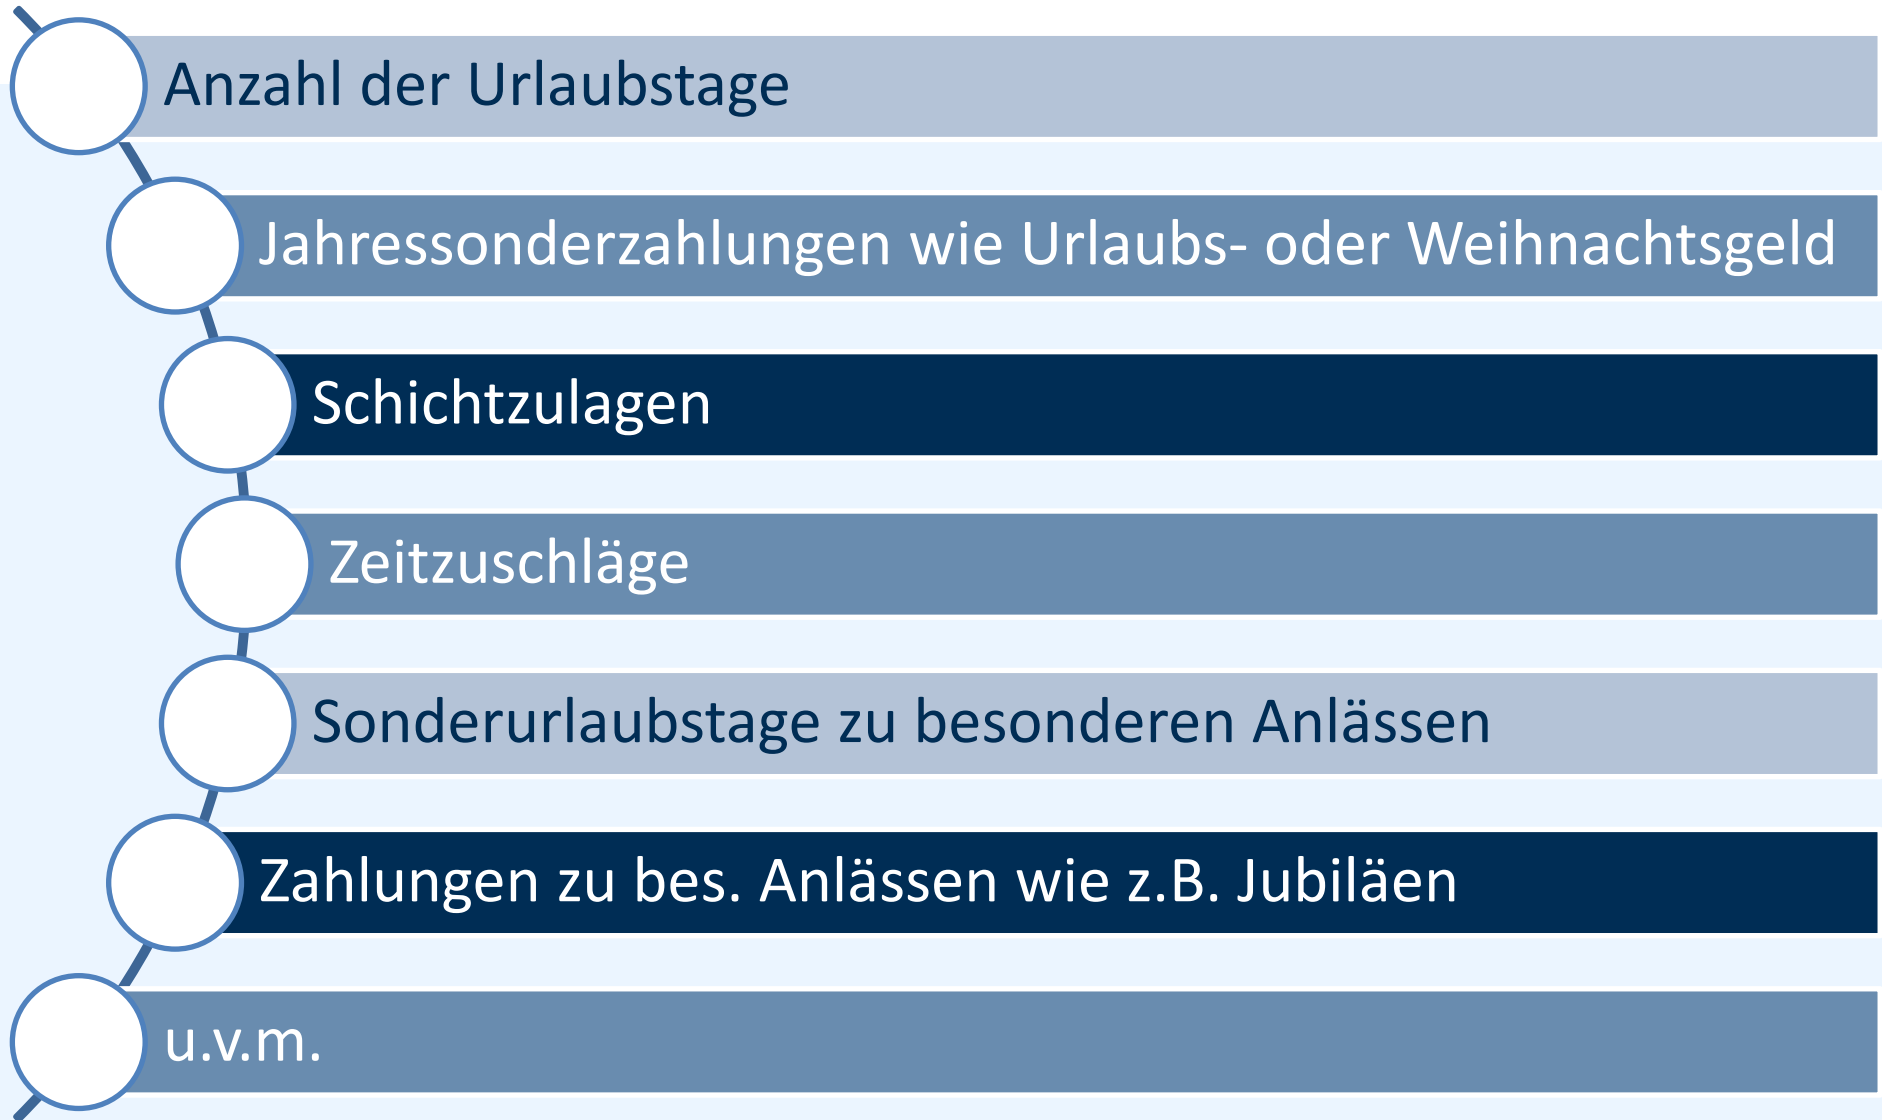 Anzahl der Urlaubstage
Jahressonderzahlungen wie Urlaubs- oder Weihnachtsgeld
Schichtzulagen
Zeitzuschläge
Sonderurlaubstage zu besonderen Anlässen
Zahlungen zu bes. Anlässen wie z.B. Jubiläen
u.v.m.